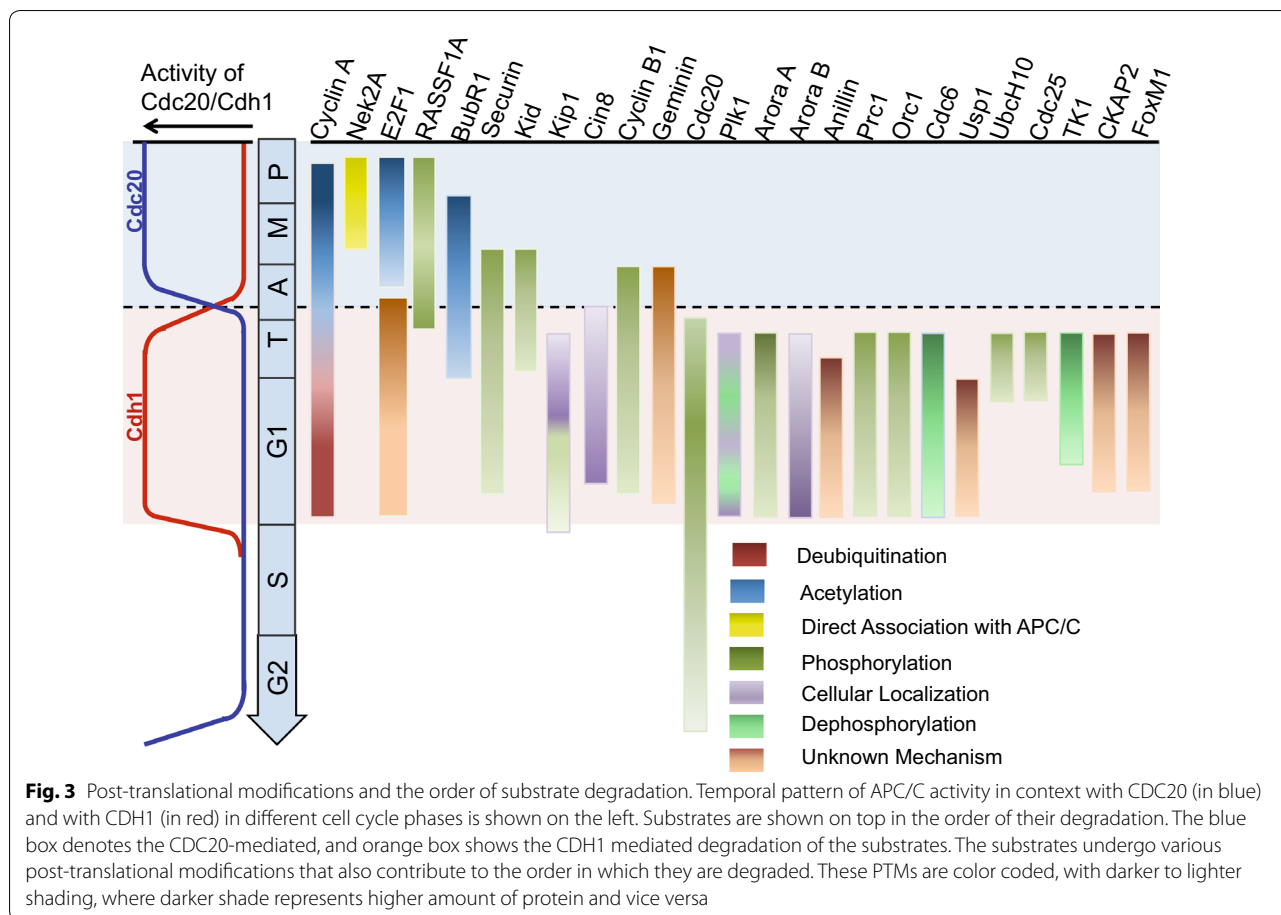 Activity of
Cdc20/Cdh1
Cyclin A
Nek2A
E2F1
RASSF1A
BubR1
Securin
Kid
Kip1
Cin8
Cyclin B1
Geminin
Cdc20
Plk1
Arora A
Arora B
Anillin
Prc1
Orc1
Cdc6
Usp1
UbcH10
Cdc25
TK1
CKAP2
FoxM1
Cdc20
Cdh1
P
M
A
T
G1
S
G2
Deubiquitination
Acetylation
Direct Association with APC/C
Phosphorylation
Cellular Localization
Dephosphorylation
Unknown Mechanism
Fig. 3 Post-translational modifications and the order of substrate degradation. Temporal pattern of APC/C activity in context with CDC20 (in blue)
and with CDH1 (in red) in different cell cycle phases is shown on the left. Substrates are shown on top in the order of their degradation. The blue
box denotes the CDC20-mediated, and orange box shows the CDH1 mediated degradation of the substrates. The substrates undergo various
post-translational modifications that also contribute to the order in which they are degraded. These PTMs are color coded, with darker to lighter
shading, where darker shade represents higher amount of protein and vice versa